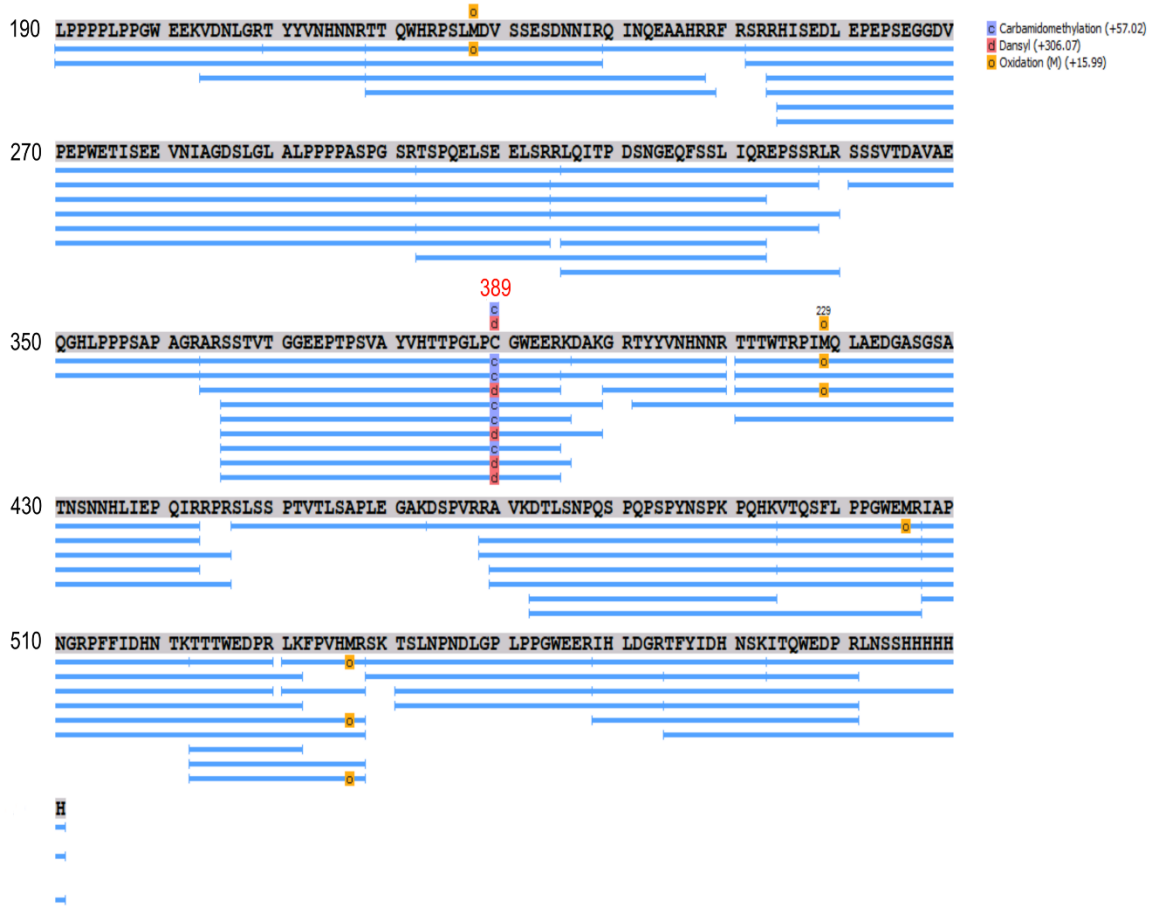 o
190 LPPPPLPPGW EEKVDNLGRT YYVNHNNRTT QWHRPSLMDV SSESDNNIRQ INQEAAHRRF RSRRHISEDL EPEPSEGGDV
o
c Carbamidomethylation (+57.02)
d Dansyl (+306.07)
o Oxidation (M) (+15.99)
270 PEPWETISEE VNIAGDSLGL ALPPPPASPG SRTSPQELSE ELSRRLQITP DSNGEQFSSL IQREPSSRLR SSSVTDAVAE
389
c 229
d o
350 QGHLPPPSAP AGRARSSTVT GGEEPTPSVA YVHTTPGLPC GWEERKDAKG RTYYVNHNNR TTTWTRPIMQ LAEDGASGSA
c o
c
d o
c
c
d
c
d
d
430 TNSNNHLIEP QIRRPRSLSS PTVTLSAPLE GAKDSPVRRA VKDTLSNPQS PQPSPYNSPK PQHKVTQSFL PPGWEMRIAP
o
510 NGRPFFIDHN TKTTTWEDPR LKFPVHMRSK TSLNPNDLGP LPPGWEERIH LDGRTFYIDH NSKITQWEDP RLNSSHHHHH
o
o
o
H